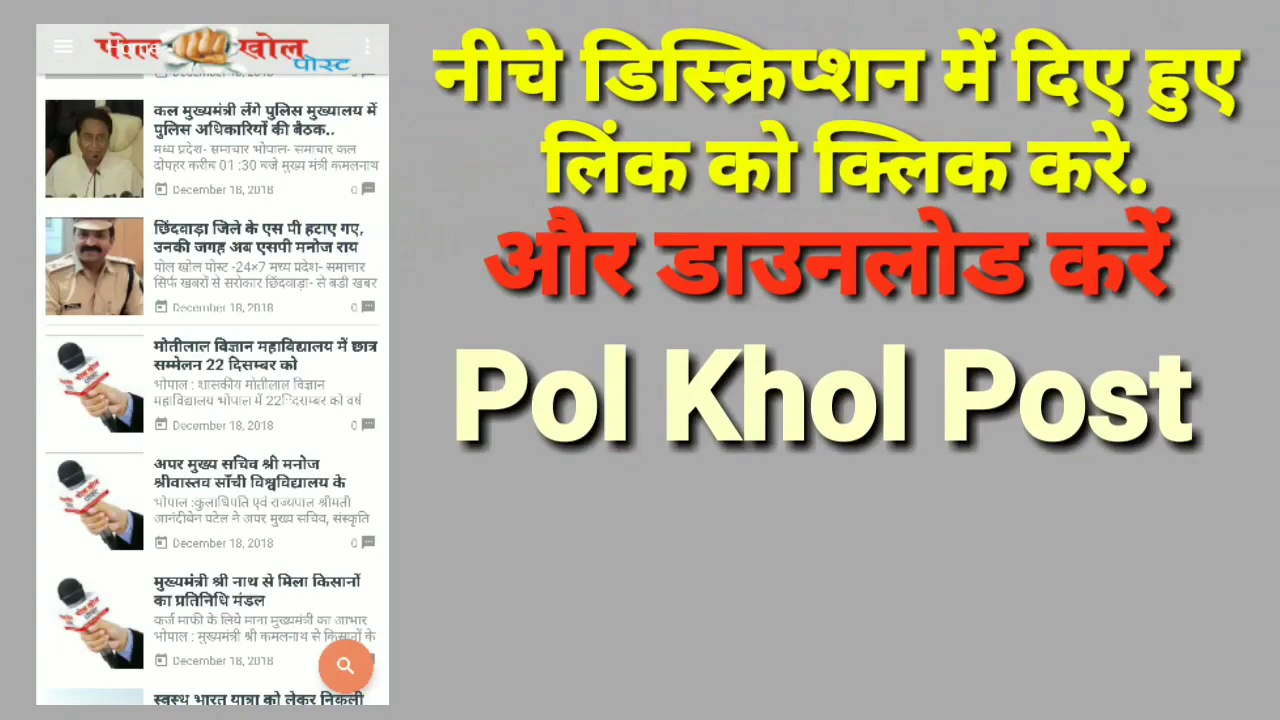 Home
पोल खोल
पोस्ट
December 18, 2018
कल मुख्यमंत्री लेंगे पुलिस मुख्यालय में
पुलिस अधिकारियों की बैठक..
मध्य प्रदेश- समाचार भोपाल- समाचार कल
दोपहर करीब 01 :30 बजे मुख्य मंत्री कमलनाथ
December 18, 2018 0
छिंदवाड़ा जिले के एस पी हटाए गए,
उनकी जगह अब एसपी मनोज राय
पोल खोल पोस्ट -24×7 मध्य प्रदेश- समाचार
सिर्फ खबरों से सरोकार छिंदवाड़ा- से बडी खबर
December 18, 2018 0
मोतीलाल विज्ञान महाविद्यालय में छात्र
सम्मेलन 22 दिसम्बर को
भोपाल : शासकीय मोतीलाल विज्ञान
महाविद्यालय भोपाल में 22 को वर्ष
December 18, 2018 0
अपर मुख्य सचिव श्री मनोज
श्रीवास्तव साँची विश्वविद्यालय के
भोपाल :कुलाधिपति एवं राज्यपाल श्रीमती
आनंदीबेन पटेल ने अपर मुख्य सचिव, संस्कृति
December 18, 2018 0
मुख्यमंत्री श्री नाथ से मिला किसानों
का प्रतिनिधि मंडल
कर्ज माफी के लिये माना मुख्यमंत्री का आभार
भोपाल : मुख्यमंत्री श्री कमलनाथ से किसानों के
December 18, 2018
स्वस्थ भारत यात्रा को लेकर निकली
नीचे डिस्क्रिप्शन में दिए हुए
लिंक को क्लिक करे.
और डाउनलोड करें
Pol Khol Post